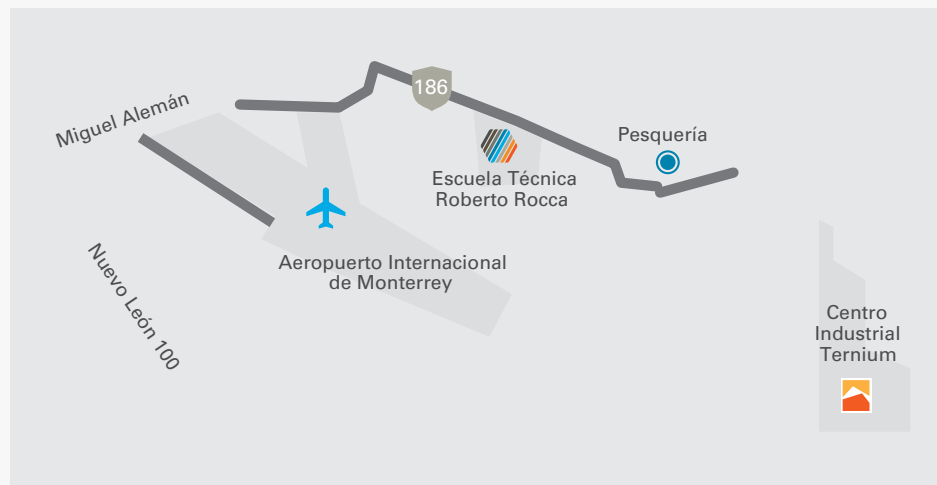 186
Miguel Alemán
Pesquería
Escuela Técnica
Roberto Rocca
Aeropuerto Internacional
de Monterrey
Nuevo León 100
Centro
Industrial
Ternium